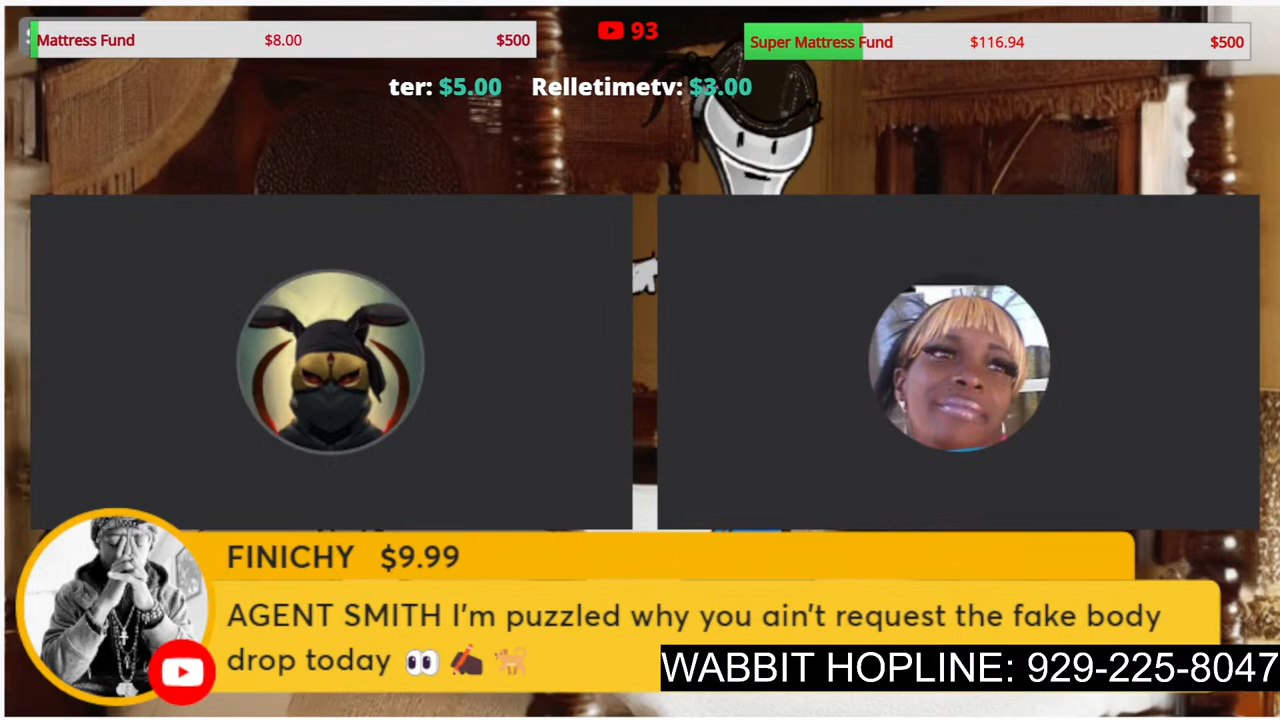 Mattress Fund $8.00 $500
93
Super Mattress Fund $116.94 $500
ter: $5.00 Relletimetv: $3.00
FINICHY $9.99
AGENT SMITH I'm puzzled why you ain't request the fake body
drop today 👀 ✍🏿 🐕
WABBIT HOPLINE: 929-225-8047